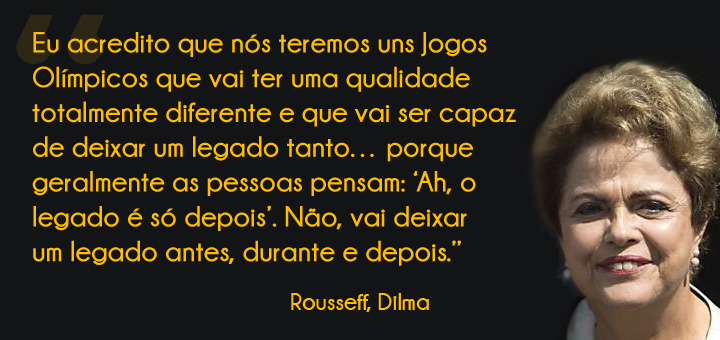 Eu acredito que nós teremos uns Jogos
Olímpicos que vai ter uma qualidade
totalmente diferente e que vai ser capaz
de deixar um legado tanto... porque
geralmente as pessoas pensam: ‘Ah, o
legado é só depois’. Não, vai deixar
um legado antes, durante e depois.”
Rousseff, Dilma